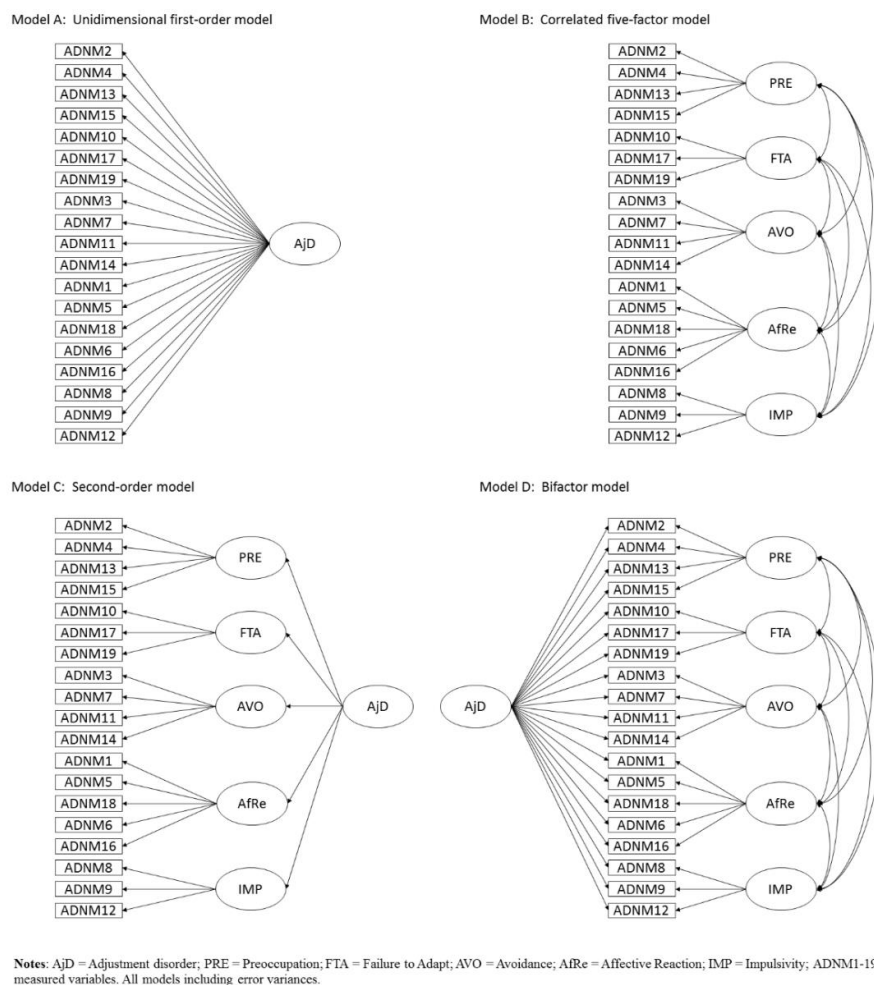 Model A: Unidimensional first-order model
ADNM2
ADNM4
ADNM13
ADNM15
ADNM10
ADNM17
ADNM19
ADNM3
ADNM7
ADNM11
ADNM14
ADNM1
ADNM5
ADNM18
ADNM6
ADNM16
ADNM8
ADNM9
ADNM12
AjD
Model B: Correlated five-factor model
ADNM2
ADNM4
ADNM13
ADNM15
ADNM10
ADNM17
ADNM19
ADNM3
ADNM7
ADNM11
ADNM14
ADNM1
ADNM5
ADNM18
ADNM6
ADNM16
ADNM8
ADNM9
ADNM12
PRE
FTA
AVO
AfRe
IMP
Model C: Second-order model
ADNM2
ADNM4
ADNM13
ADNM15
ADNM10
ADNM17
ADNM19
ADNM3
ADNM7
ADNM11
ADNM14
ADNM1
ADNM5
ADNM18
ADNM6
ADNM16
ADNM8
ADNM9
ADNM12
PRE
FTA
AVO
AfRe
IMP
AjD
Model D: Bifactor model
AjD
ADNM2
ADNM4
ADNM13
ADNM15
ADNM10
ADNM17
ADNM19
ADNM3
ADNM7
ADNM11
ADNM14
ADNM1
ADNM5
ADNM18
ADNM6
ADNM16
ADNM8
ADNM9
ADNM12
PRE
FTA
AVO
AfRe
IMP
Notes: AjD = Adjustment disorder; PRE = Preoccupation; FTA = Failure to Adapt; AVO = Avoidance; AfRe = Affective Reaction; IMP = Impulsivity; ADNM1-19
measured variables. All models including error variances.